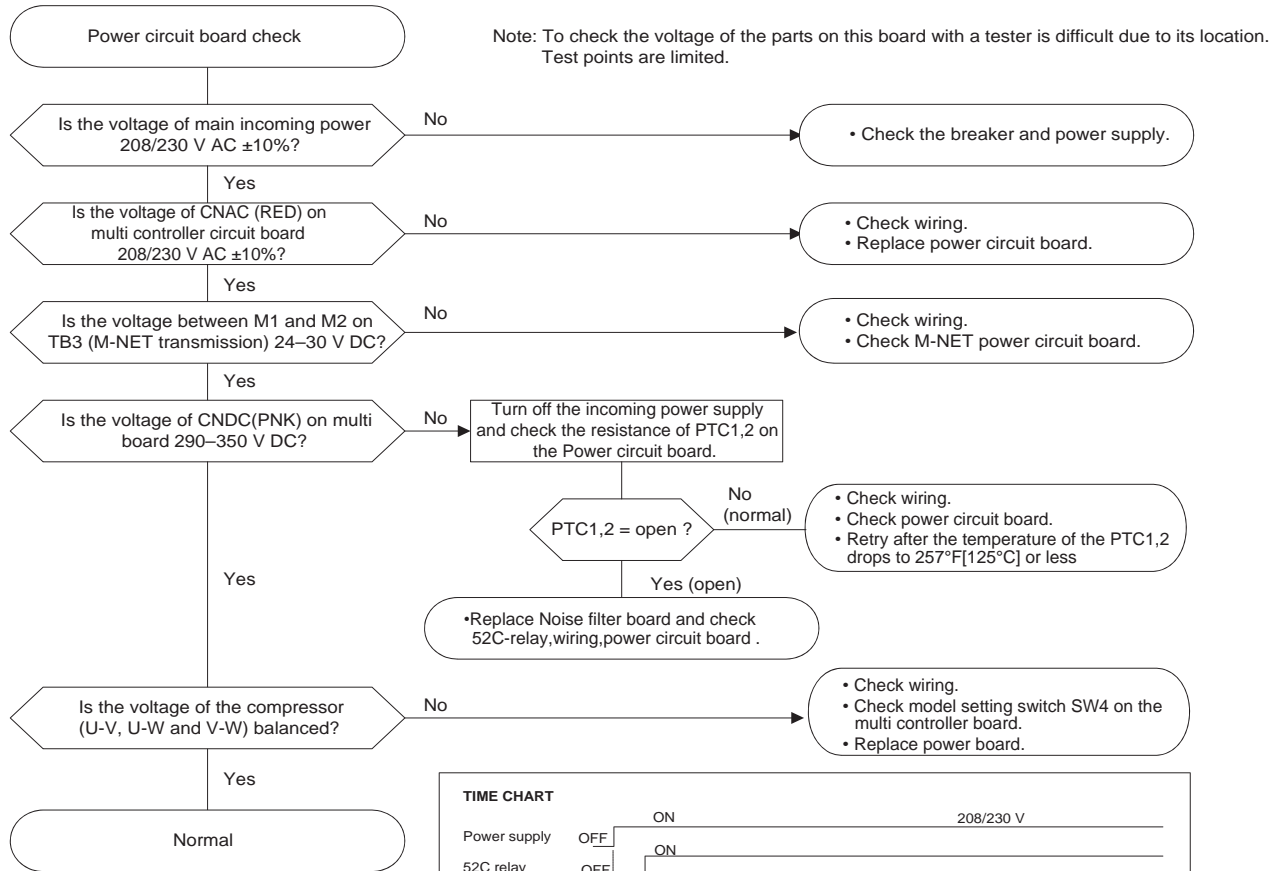 Power circuit board check
Note: To check the voltage of the parts on this board with a tester is difficult due to its location.
Test points are limited.
Is the voltage of main incoming power
208/230 V AC ±10%?
No
• Check the breaker and power supply.
Yes
Is the voltage of CNAC (RED) on
multi controller circuit board
208/230 V AC ±10%?
No
• Check wiring.
• Replace power circuit board.
Yes
Is the voltage between M1 and M2 on
TB3 (M-NET transmission) 24–30 V DC?
No
• Check wiring.
• Check M-NET power circuit board.
Yes
Is the voltage of CNDC(PNK) on multi
board 290–350 V DC?
No
Turn off the incoming power supply
and check the resistance of PTC1,2 on
the Power circuit board.
PTC1,2 = open ?
No
(normal)
• Check wiring.
• Check power circuit board.
• Retry after the temperature of the PTC1,2
drops to 257°F[125°C] or less
Yes
Yes (open)
•Replace Noise filter board and check
52C-relay,wiring,power circuit board .
Is the voltage of the compressor
(U-V, U-W and V-W) balanced?
No
• Check wiring.
• Check model setting switch SW4 on the
multi controller board.
• Replace power board.
Yes
Normal
TIME CHART
ON
208/230 V
Power supply
OFF
ON
52C relay
OFF